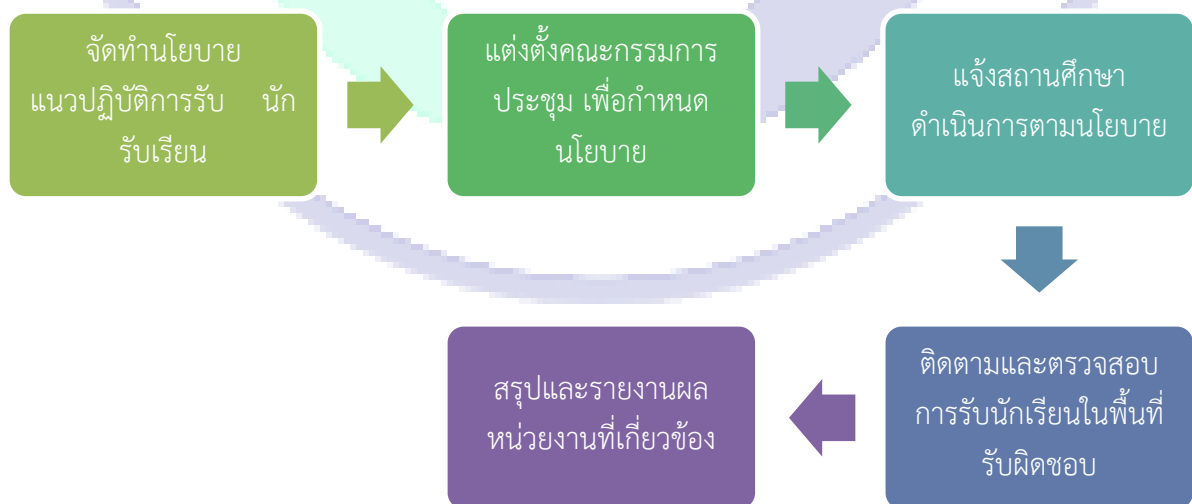 จัดทำนโยบาย
แนวปฏิบัติการรับ นัก
รับเรียน
แต่งตั้งคณะกรรมการ
ประชุม เพื่อกำหนด
นโยบาย
แจ้งสถานศึกษา
ดำเนินการตามนโยบาย
ติดตามและตรวจสอบ
การรับนักเรียนในพื้นที่
รับผิดชอบ
สรุปและรายงานผล
หน่วยงานที่เกี่ยวข้อง